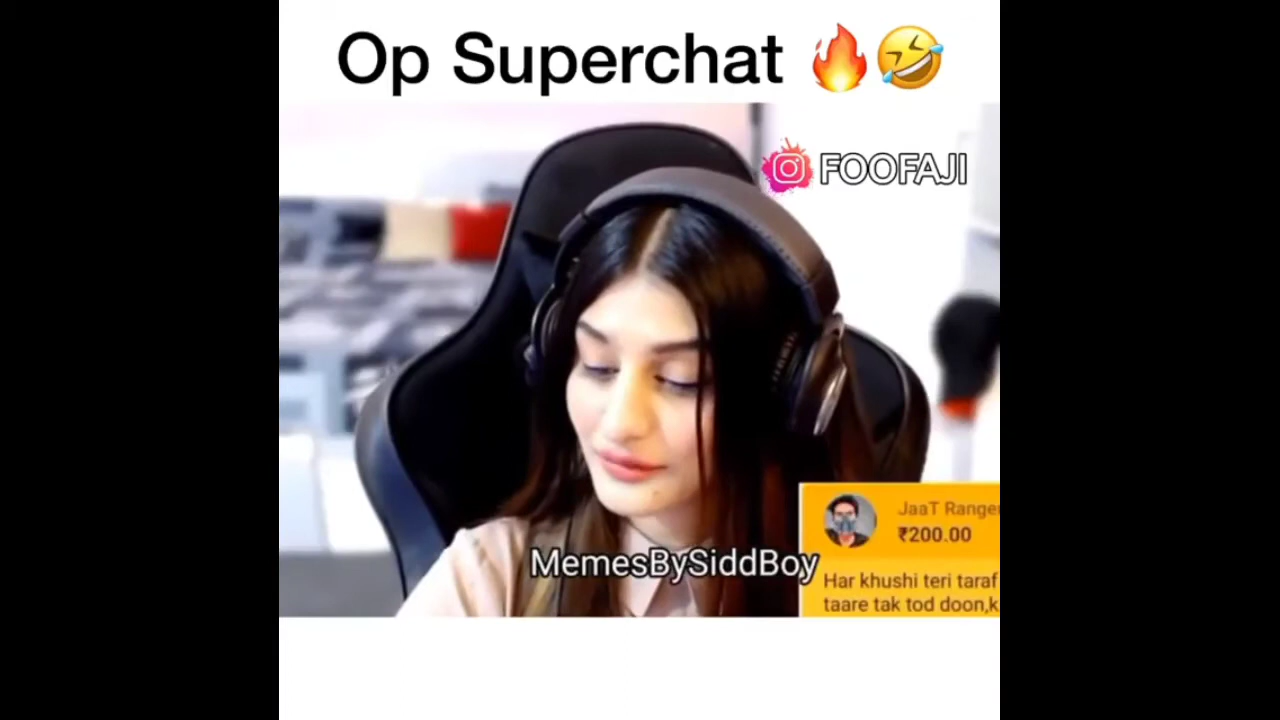 Op Superchat 🔥🤣
FOOFAJI
JaaT Ranger
₹200.00
MemesBySiddBoy
Har khushi teri taraf
taare tak tod doon,k